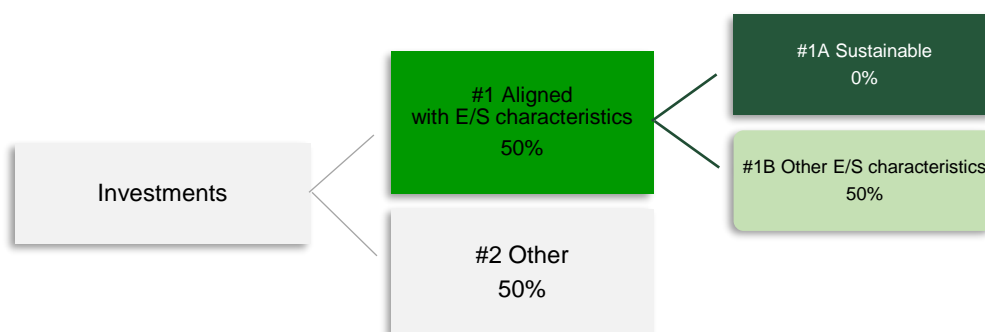 Investments
#1 Aligned
with E/S characteristics
50%
#2 Other
50%
#1A Sustainable
0%
#1B Other E/S characteristics
50%